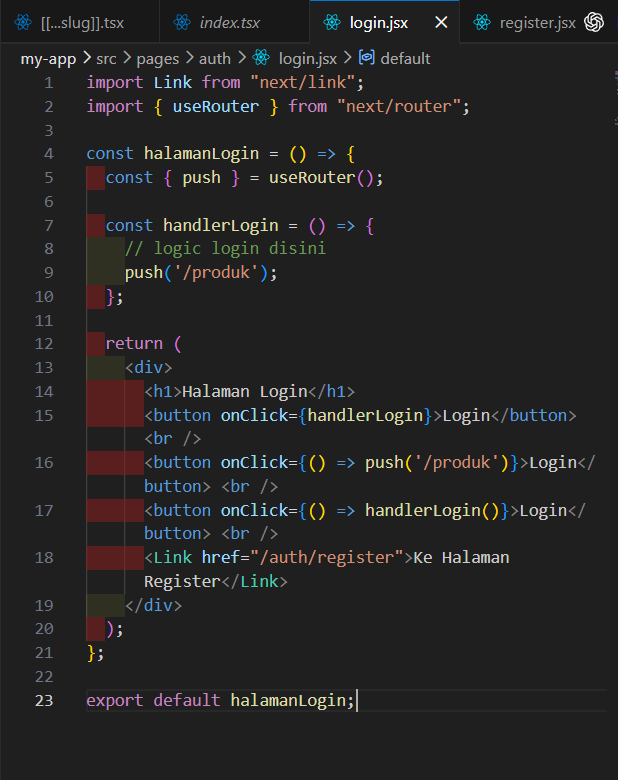 [[...slug]].tsx index.tsx login.jsx register.jsx
my-app > src > pages > auth > login.jsx > default
1 import Link from "next/link";
2 import { useRouter } from "next/router";
3
4 const halamanLogin = () => {
5 const { push } = useRouter();
6
7 const handlerLogin = () => {
8 // logic login disini
9 push('/produk');
10 };
11
12 return (
13 <div>
14 <h1>Halaman Login</h1>
15 <button onClick={handlerLogin}>Login</button>
<br />
16 <button onClick={() => push('/produk')}>Login</
button> <br />
17 <button onClick={() => handlerLogin()}>Login</
button> <br />
18 <Link href="/auth/register">Ke Halaman
Register</Link>
19 </div>
20 );
21 };
22
23 export default halamanLogin;